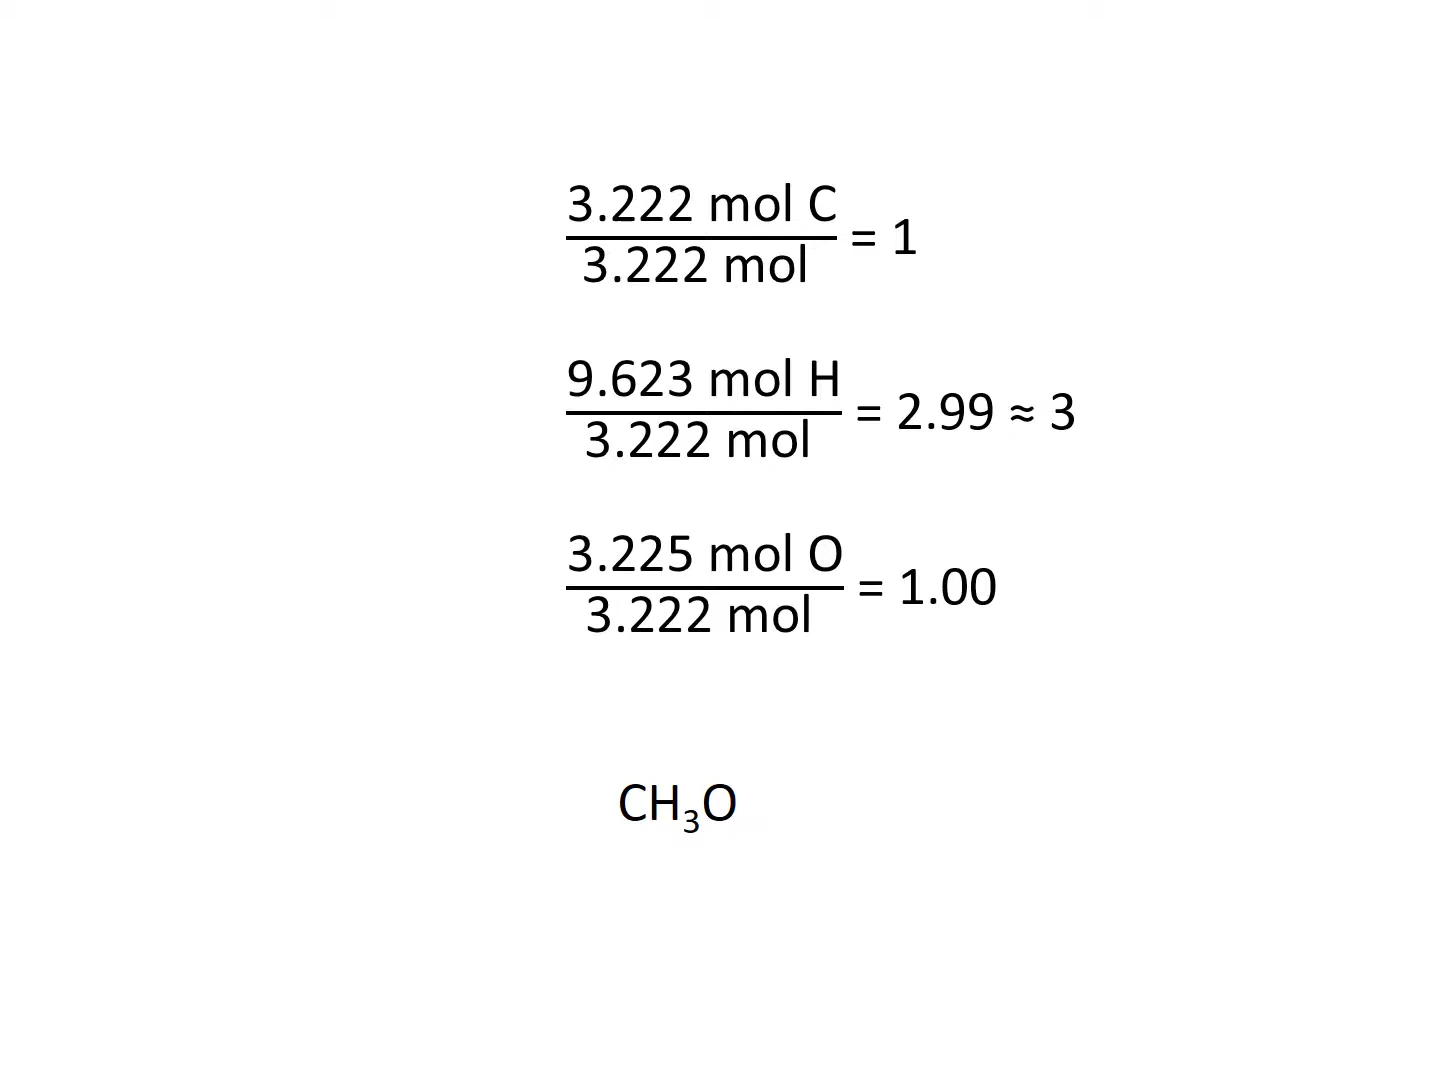 3.222 mol C
3.222 mol
= 1
9.623 mol H
3.222 mol
= 2.99 ≈ 3
3.225 mol O
3.222 mol
= 1.00
CH₃O